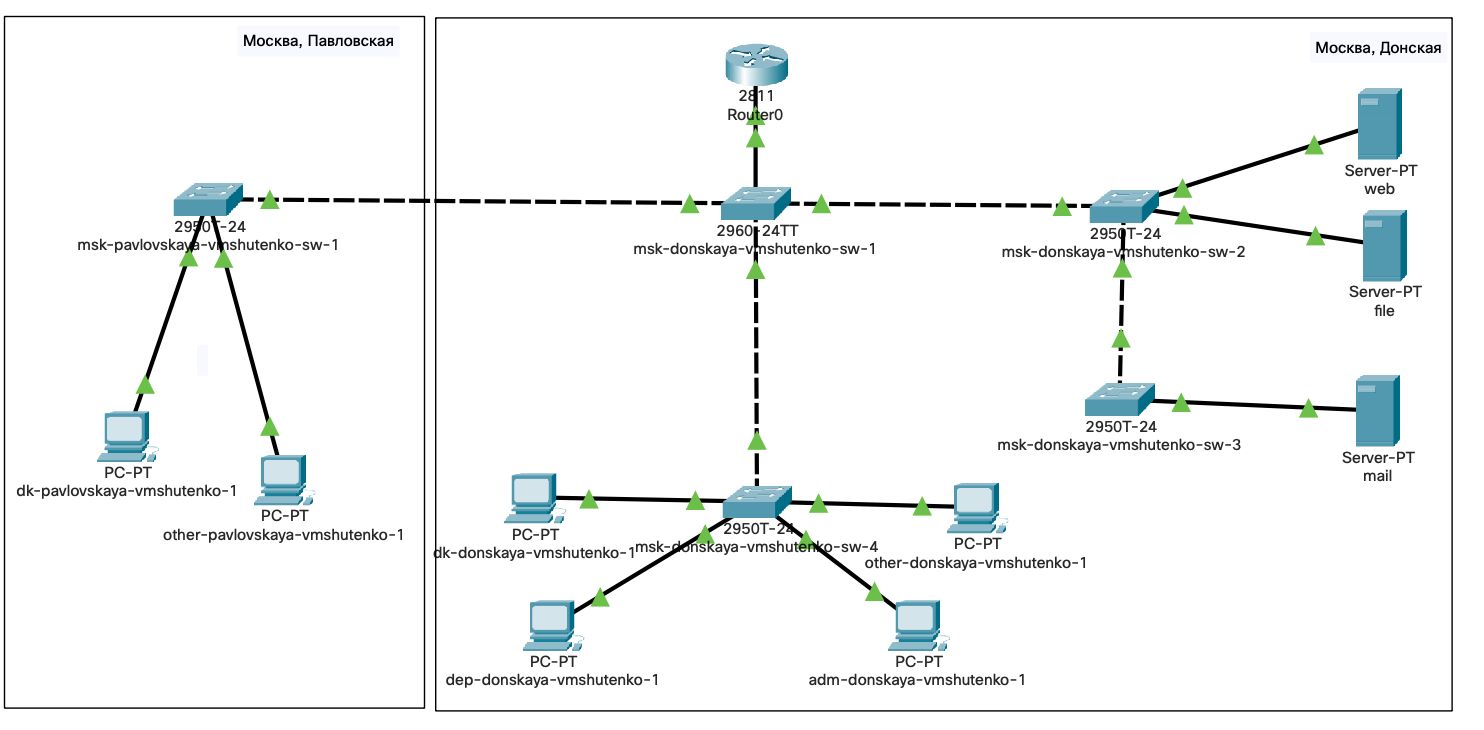 Москва, Павловская
2950T-24
msk-pavlovskaya-vmshutenko-sw-1
PC-PT
dk-pavlovskaya-vmshutenko-1
PC-PT
other-pavlovskaya-vmshutenko-1
Москва, Донская
2811
Router0
2960-24TT
msk-donskaya-vmshutenko-sw-1
2950T-24
msk-donskaya-vmshutenko-sw-2
Server-PT
web
Server-PT
file
2950T-24
msk-donskaya-vmshutenko-sw-3
Server-PT
mail
PC-PT
dk-donskaya-vmshutenko-1
2950T-24
msk-donskaya-vmshutenko-sw-4
PC-PT
other-donskaya-vmshutenko-1
PC-PT
dep-donskaya-vmshutenko-1
PC-PT
adm-donskaya-vmshutenko-1